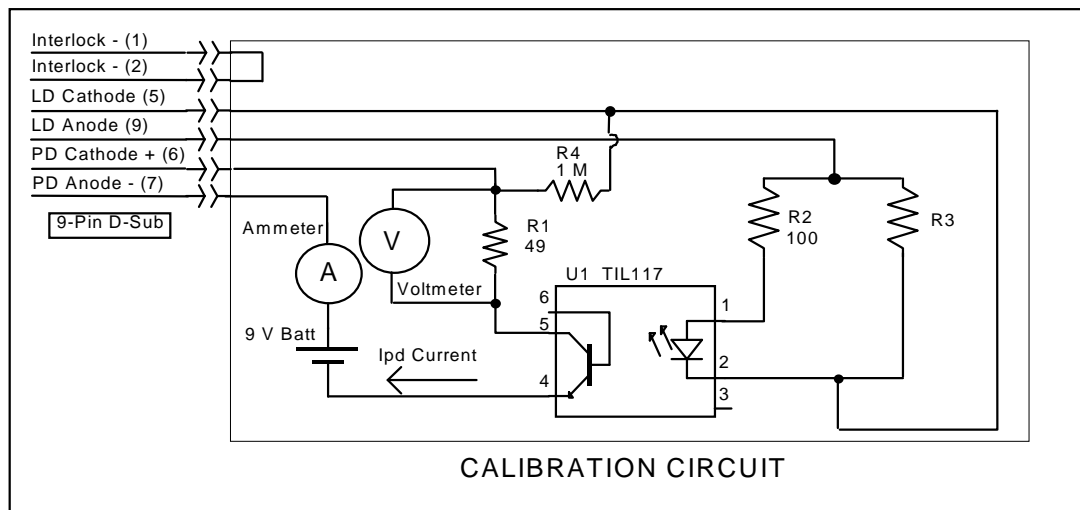 Interlock - (1)
Interlock - (2)
LD Cathode (5)
LD Anode (9)
PD Cathode + (6)
PD Anode - (7)
9-Pin D-Sub
Ammeter
A
V
Voltmeter
R4
1 M
R1
49
R2
100
R3
U1 TIL117
6
5
4
1
2
3
9 V Batt
Ipd Current
CALIBRATION CIRCUIT